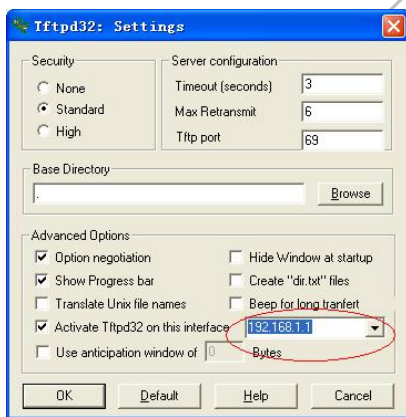 Tftpd32: Settings
Security
None
Standard
High
Server configuration
Timeout (seconds) 3
Max Retransmit 6
Tftp port 69
Base Directory
. Browse
Advanced Options
Option negotiation Hide Window at startup
Show Progress bar Create "dir.txt" files
Translate Unix file names Beep for long tranfert
Activate Tftpd32 on this interface 192.168.1.1
Use anticipation window of 0 Bytes
OK Default Help Cancel